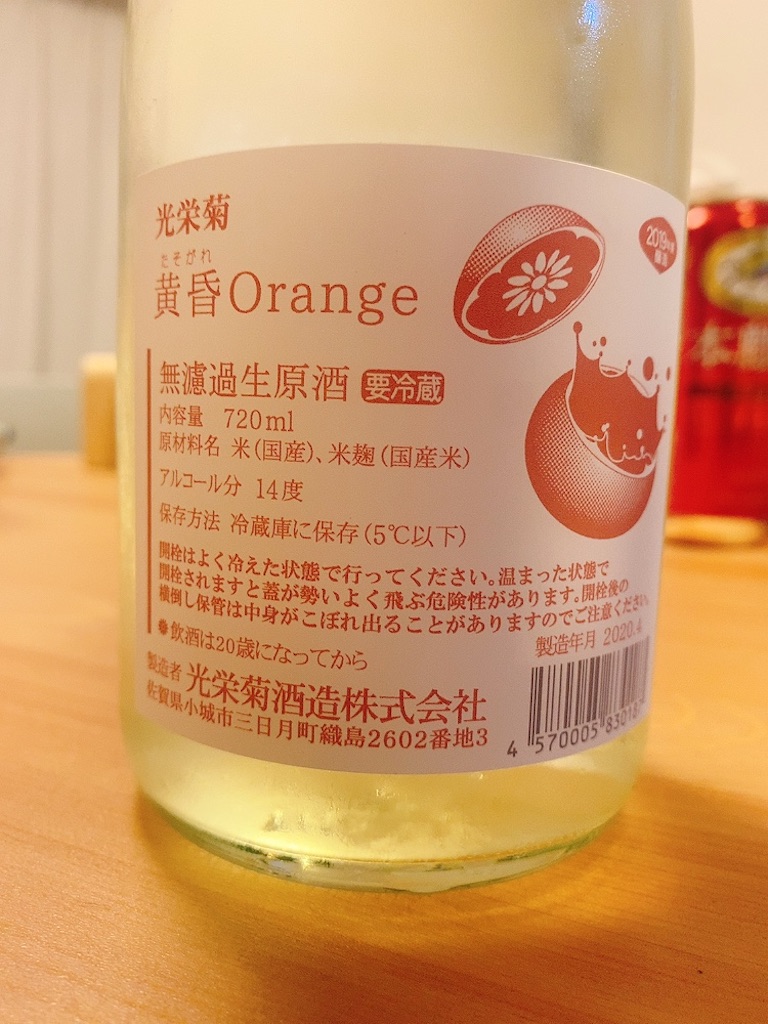 光栄菊
たそがれ
黄昏Orange
2019年度
醸造
無濾過生原酒 要冷蔵
内容量 720ml
原材料名 米(国産)、米麹(国産米)
アルコール分 14度
保存方法 冷蔵庫に保存(5℃以下)
開栓はよく冷えた状態で行ってください。温まった状態で
開栓されますと蓋が勢いよく飛ぶ危険性があります。開栓後の
横倒し保管は中身がこぼれ出ることがありますのでご注意ください。
飲酒は20歳になってから
製造年月 2020.4
製造者 光栄菊酒造株式会社
佐賀県小城市三日月町織島2602番地3
4 570005 83018